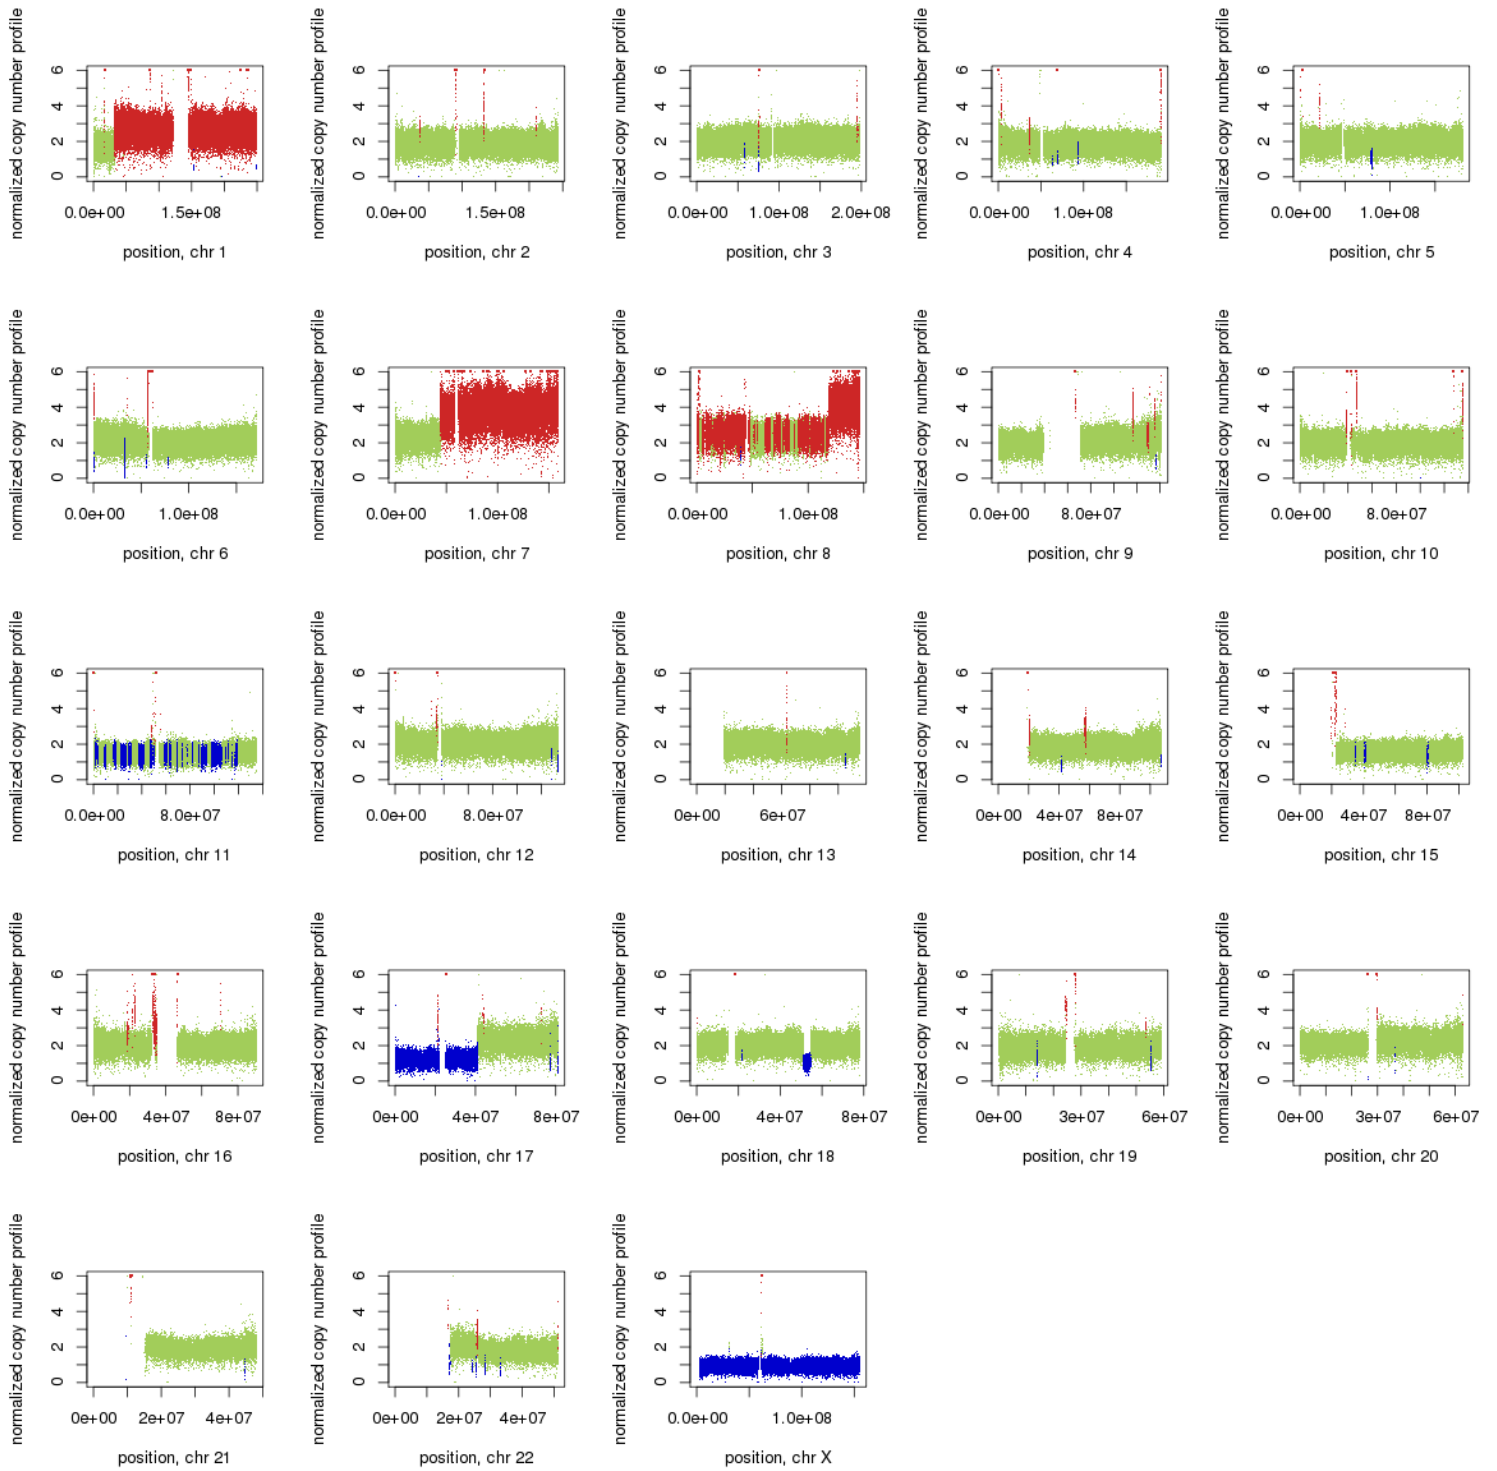 normalized copy number profile
0 2 4 6
0.0e+00 1.5e+08
position, chr 1
normalized copy number profile
0 2 4 6
0.0e+00 1.5e+08
position, chr 2
normalized copy number profile
0 2 4 6
0.0e+00 1.0e+08 2.0e+08
position, chr 3
normalized copy number profile
0 2 4 6
0.0e+00 1.0e+08
position, chr 4
normalized copy number profile
0 2 4 6
0.0e+00 1.0e+08
position, chr 5
normalized copy number profile
0 2 4 6
0.0e+00 1.0e+08
position, chr 6
normalized copy number profile
0 2 4 6
0.0e+00 1.0e+08
position, chr 7
normalized copy number profile
0 2 4 6
0.0e+00 1.0e+08
position, chr 8
normalized copy number profile
0 2 4 6
0.0e+00 8.0e+07
position, chr 9
normalized copy number profile
0 2 4 6
0.0e+00 8.0e+07
position, chr 10
normalized copy number profile
0 2 4 6
0.0e+00 8.0e+07
position, chr 11
normalized copy number profile
0 2 4 6
0.0e+00 8.0e+07
position, chr 12
normalized copy number profile
0 2 4 6
0e+00 6e+07
position, chr 13
normalized copy number profile
0 2 4 6
0e+00 4e+07 8e+07
position, chr 14
normalized copy number profile
0 2 4 6
0e+00 4e+07 8e+07
position, chr 15
normalized copy number profile
0 2 4 6
0e+00 4e+07 8e+07
position, chr 16
normalized copy number profile
0 2 4 6
0e+00 4e+07 8e+07
position, chr 17
normalized copy number profile
0 2 4 6
0e+00 4e+07 8e+07
position, chr 18
normalized copy number profile
0 2 4 6
0e+00 3e+07 6e+07
position, chr 19
normalized copy number profile
0 2 4 6
0e+00 3e+07 6e+07
position, chr 20
normalized copy number profile
0 2 4 6
0e+00 2e+07 4e+07
position, chr 21
normalized copy number profile
0 2 4 6
0e+00 2e+07 4e+07
position, chr 22
normalized copy number profile
0 2 4 6
0.0e+00 1.0e+08
position, chr X